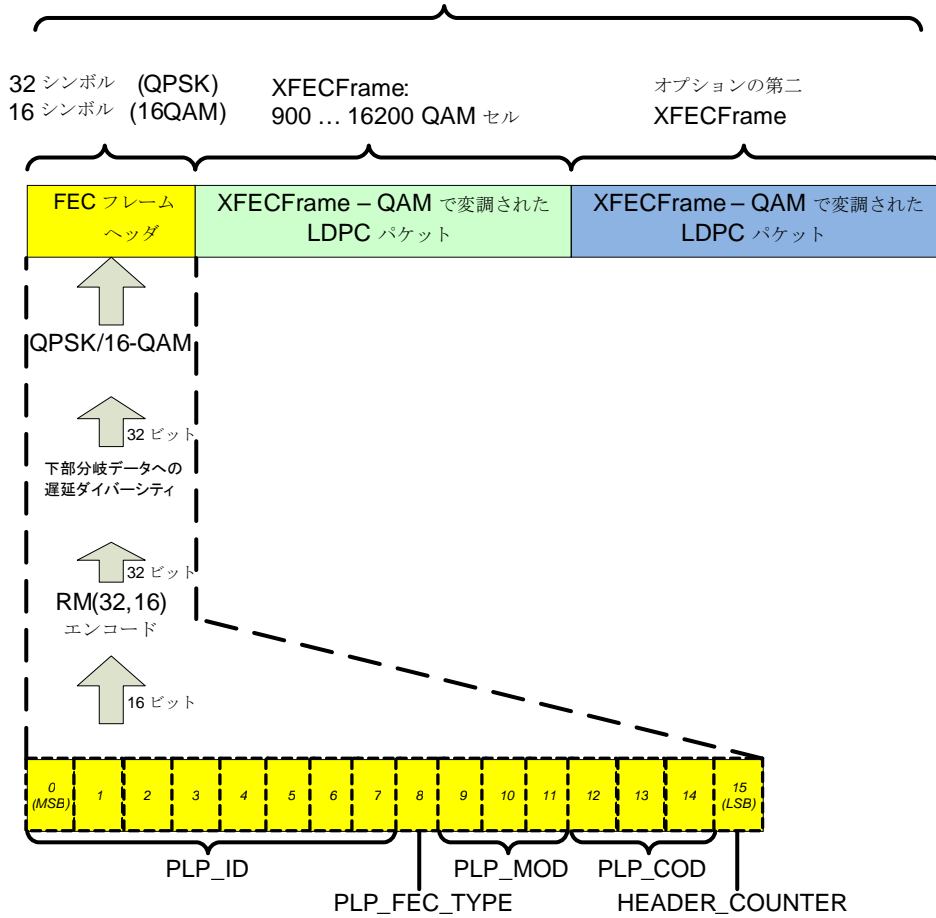 32 シンボル (QPSK)
16 シンボル (16QAM)
XFECFrame:
900 … 16200 QAM セル
オプションの第二
XFECFrame
FEC フレーム
ヘッダ
XFECFrame – QAM で変調された
LDPC パケット
XFECFrame – QAM で変調された
LDPC パケット
QPSK/16-QAM
32 ビット
下部分岐データへの
遅延ダイバーシティ
32 ビット
RM(32,16)
エンコード
16 ビット
0 (MSB) 1 2 3 4 5 6 7 8 9 10 11 12 13 14 15 (LSB)
PLP_ID PLP_MOD PLP_COD
PLP_FEC_TYPE HEADER_COUNTER